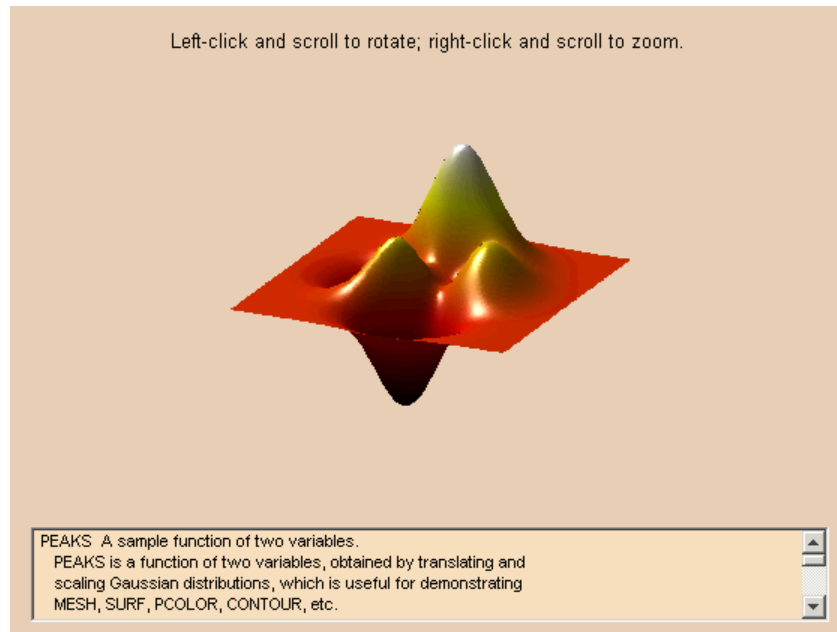 Left-click and scroll to rotate; right-click and scroll to zoom.
PEAKS A sample function of two variables.
PEAKS is a function of two variables, obtained by translating and
scaling Gaussian distributions, which is useful for demonstrating
MESH, SURF, PCOLOR, CONTOUR, etc.